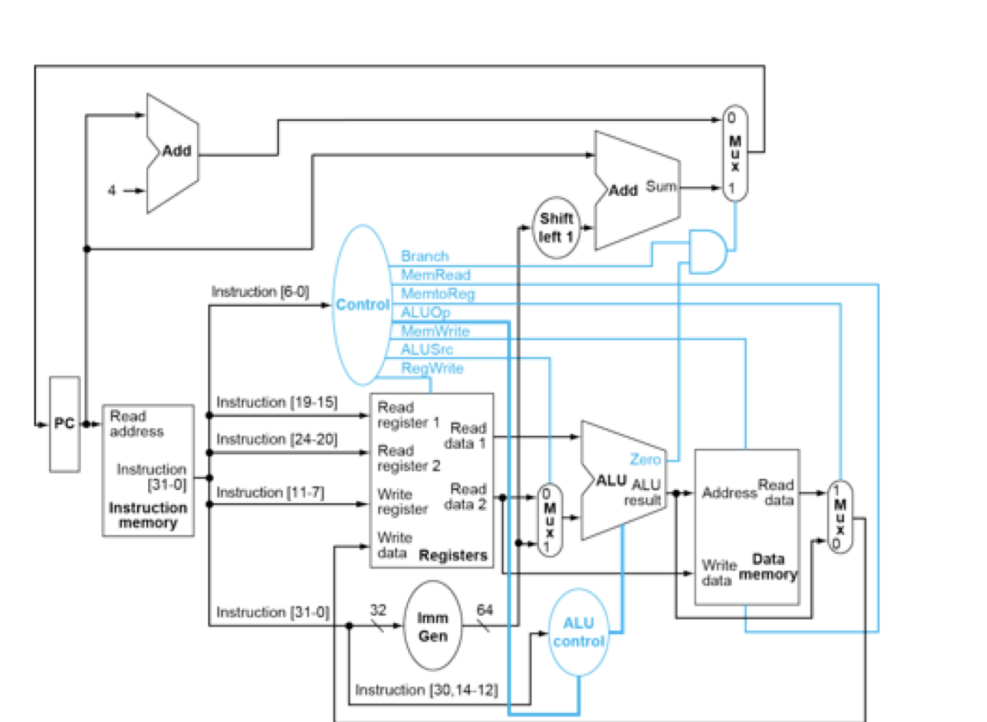 0
M
u
x
1
Add
4
Add Sum
Shift
left 1
Branch
MemRead
MemtoReg
ALUOp
MemWrite
ALUSrc
RegWrite
Control
Instruction [6-0]
PC
Read
address
Instruction
[31-0]
Instruction
memory
Instruction [19-15]
Instruction [24-20]
Instruction [11-7]
Read
register 1
Read
register 2
Write
register
Write
data
Read
data 1
Read
data 2
Registers
0
M
u
x
1
Zero
ALU
ALU
result
Address
Read
data
Write
data
Data
memory
1
M
u
x
0
Instruction [31-0]
32
Imm
Gen
64
ALU
control
Instruction [30,14-12]